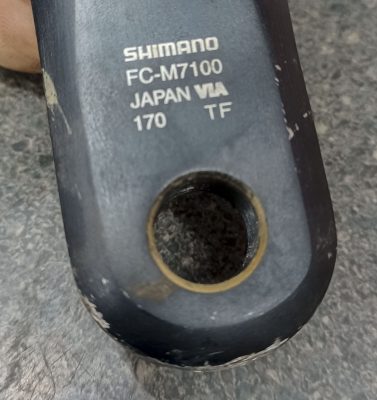 SHIMANO
FC-M7100
JAPAN VIA
170 TF